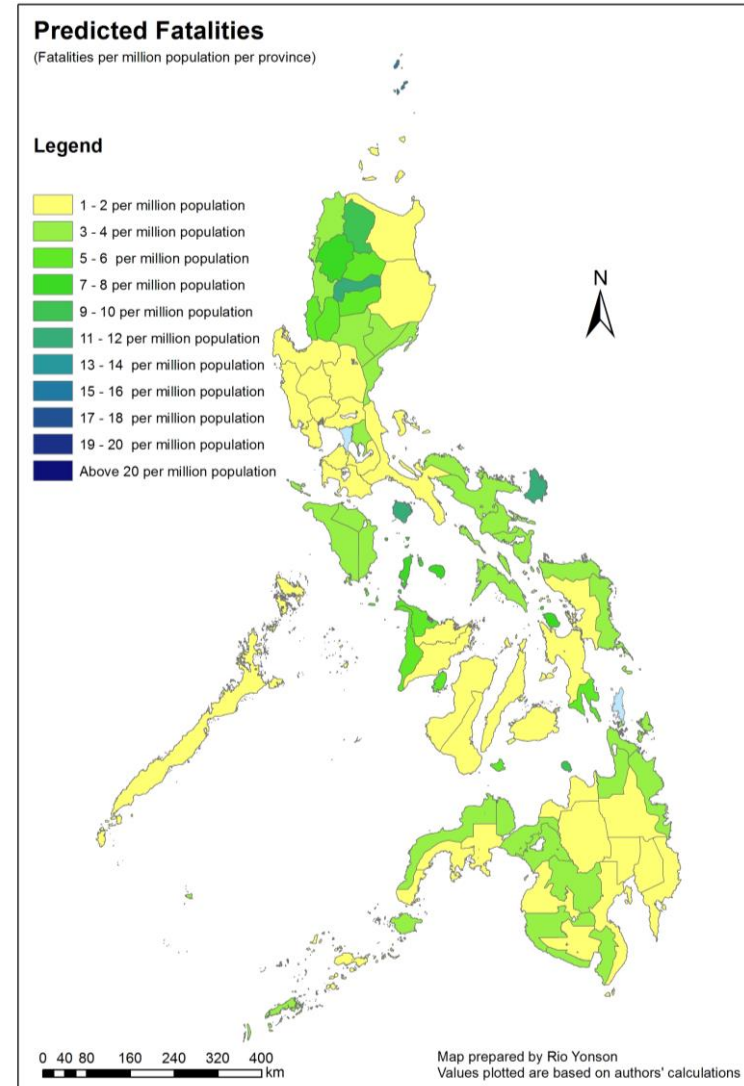 Predicted Fatalities
(Fatalities per million population per province)
Legend
1 - 2 per million population
3 - 4 per million population
5 - 6 per million population
7 - 8 per million population
9 - 10 per million population
11 - 12 per million population
13 - 14 per million population
15 - 16 per million population
17 - 18 per million population
19 - 20 per million population
Above 20 per million population
N
0 40 80 160 240 320 400
km
Map prepared by Rio Yonson
Values plotted are based on authors' calculations